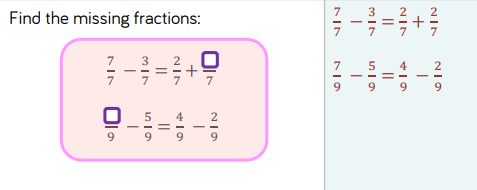 Find the missing fractions:
7/7 − 3/7 = 2/7 + □/7
□/9 − 5/9 = 4/9 − 2/9
7/7 − 3/7 = 2/7 + 2/7
7/9 − 5/9 = 4/9 − 2/9